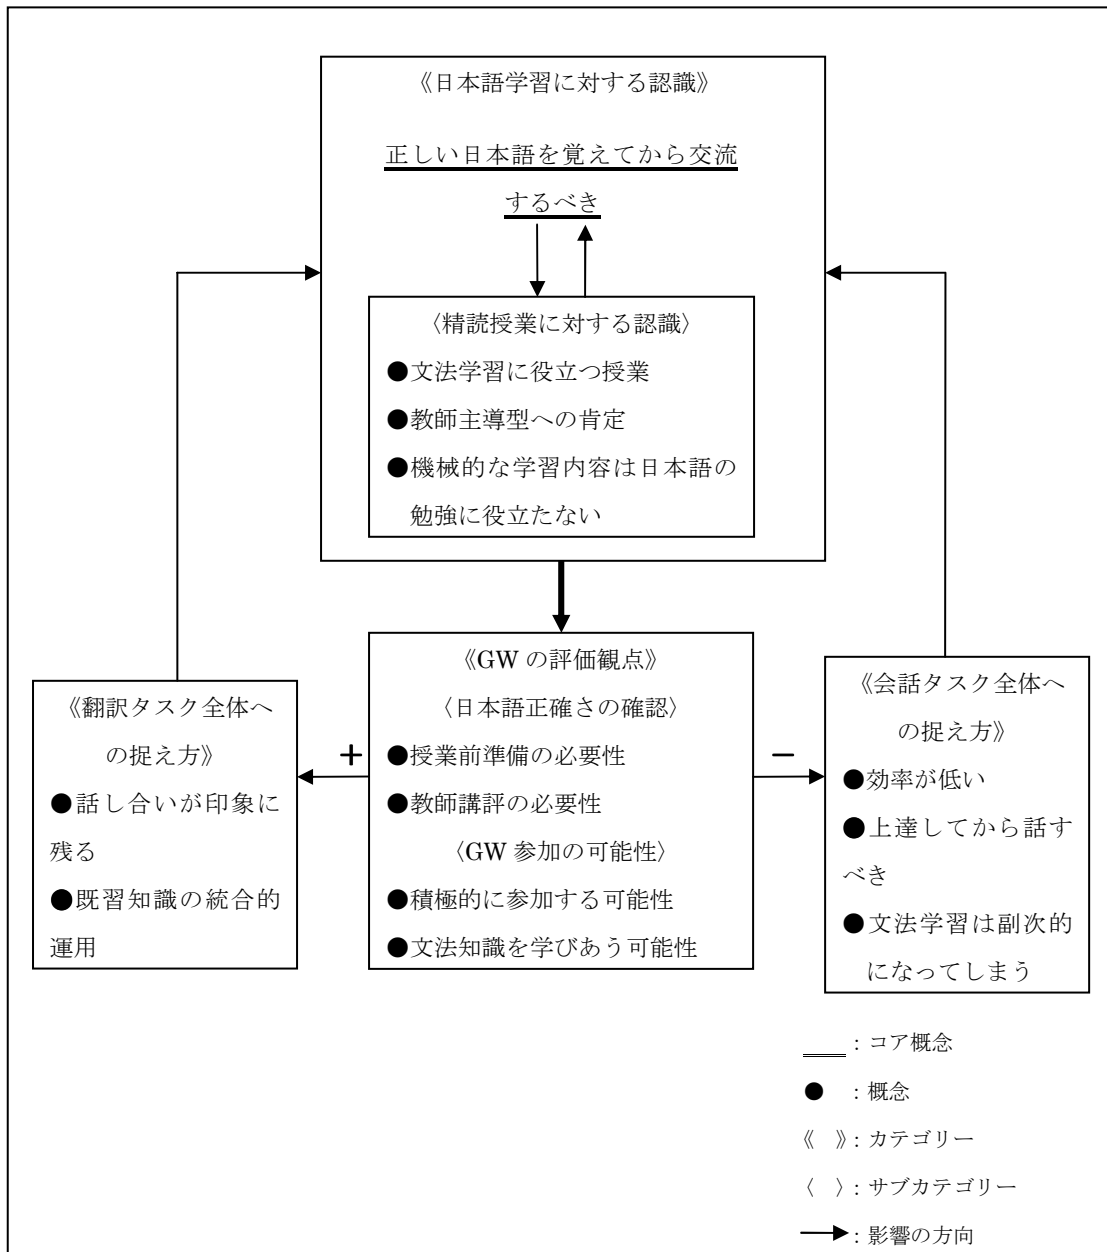 《日本語学習に対する認識》
正しい日本語を覚えてから交流
するべき
〈精読授業に対する認識〉
●文法学習に役立つ授業
●教師主導型への肯定
●機械的な学習内容は日本語の
勉強に役立たない
《翻訳タスク全体へ
の捉え方》
●話し合いが印象に
残る
●既習知識の統合的
運用
+
《GW の評価観点》
〈日本語正確さの確認〉
●授業前準備の必要性
●教師講評の必要性
〈GW 参加の可能性〉
●積極的に参加する可能性
●文法知識を学びあう可能性
−
《会話タスク全体へ
の捉え方》
●効率が低い
●上達してから話す
べき
●文法学習は副次的
になってしまう
:コア概念
● :概念
《 》:カテゴリー
〈 〉:サブカテゴリー
:影響の方向